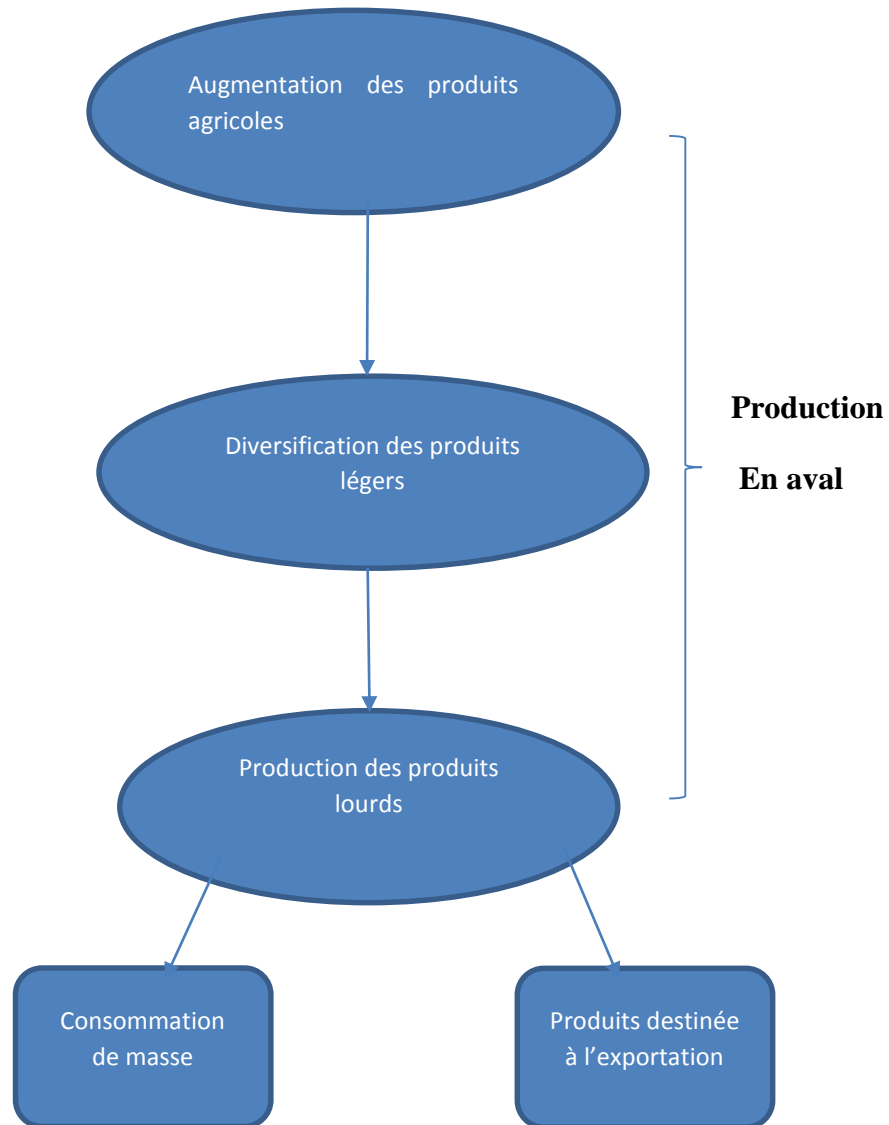 Augmentation des produits
agricoles
Diversification des produits
légers
Production
En aval
Production des produits
lourds
Consommation
de masse
Produits destinée
à l’exportation